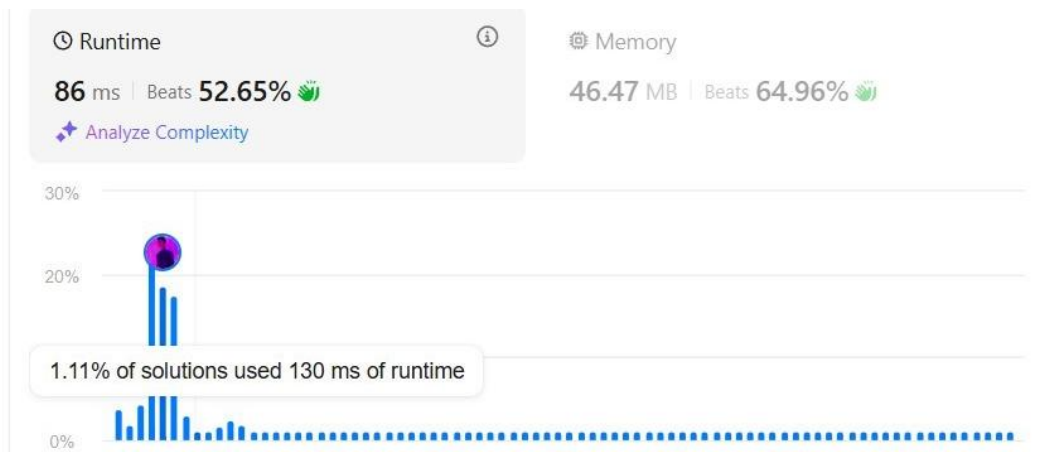 Runtime
86 ms | Beats 52.65%
Analyze Complexity
Memory
46.47 MB | Beats 64.96%
30%
20%
1.11% of solutions used 130 ms of runtime
0%